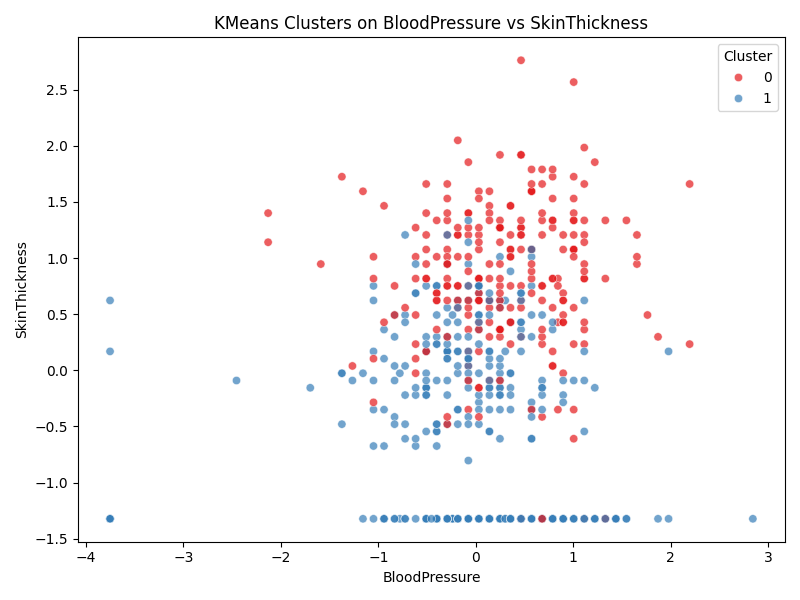 KMeans Clusters on BloodPressure vs SkinThickness
Cluster
0
1
SkinThickness
2.5
2.0
1.5
1.0
0.5
0.0
−0.5
−1.0
−1.5
−4 −3 −2 −1 0 1 2 3
BloodPressure